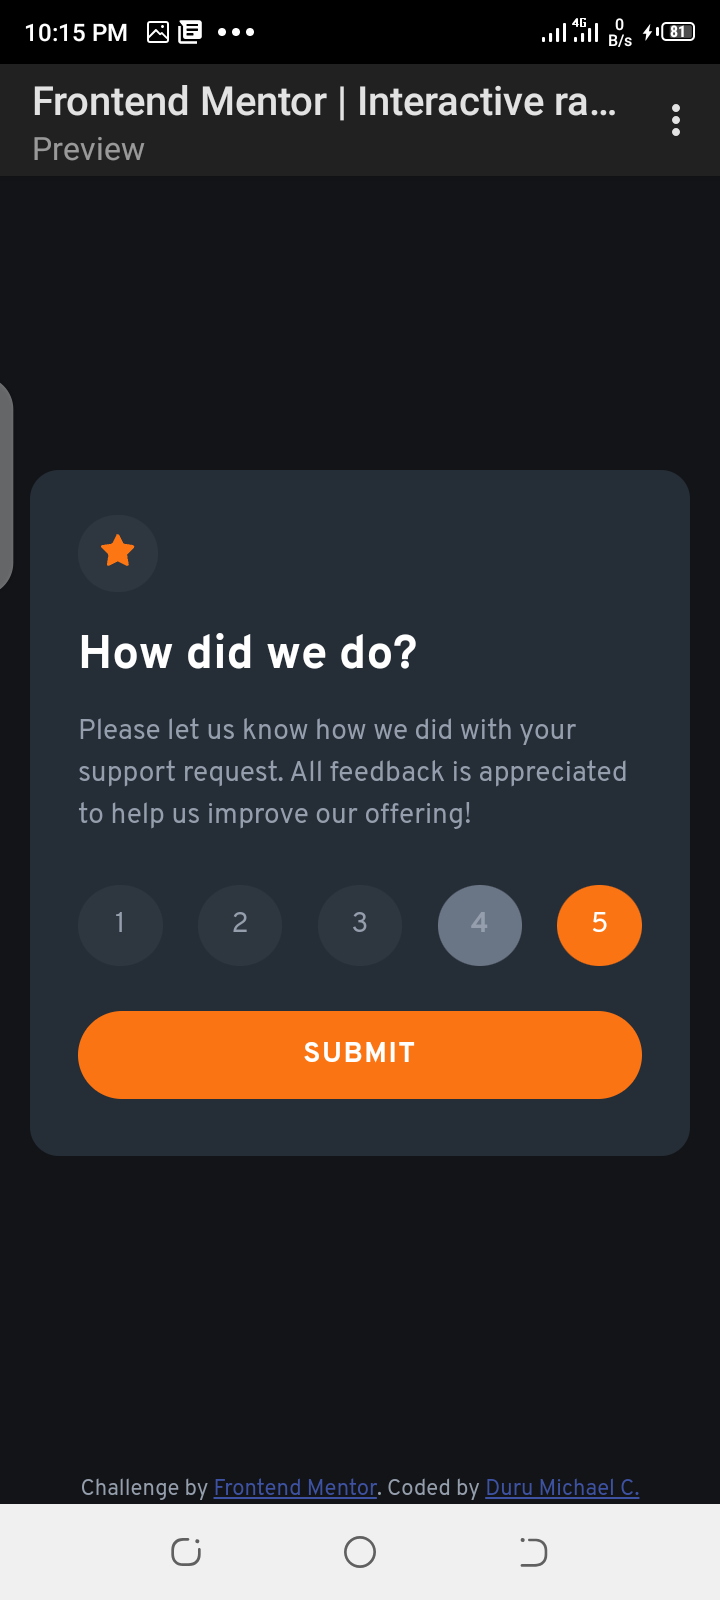 10:15 PM
4G
0
B/s
81
Frontend Mentor | Interactive ra...
Preview
How did we do?
Please let us know how we did with your
support request. All feedback is appreciated
to help us improve our offering!
1 2 3 4 5
SUBMIT
Challenge by Frontend Mentor. Coded by Duru Michael C.